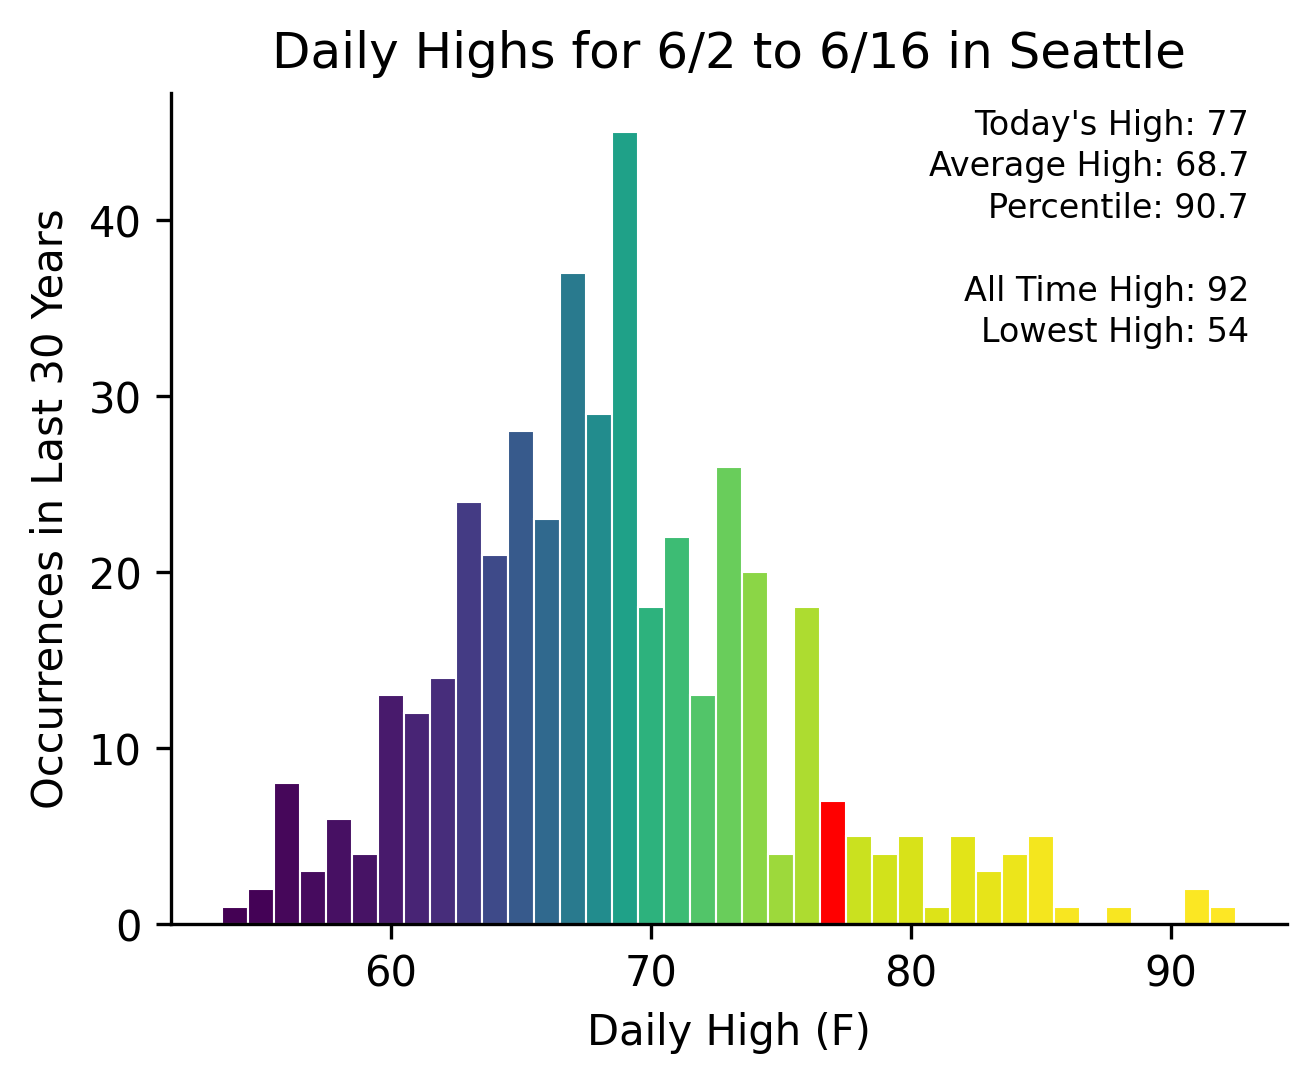 Daily Highs for 6/2 to 6/16 in Seattle
Today's High: 77
Average High: 68.7
Percentile: 90.7
All Time High: 92
Lowest High: 54
Occurrences in Last 30 Years
40
30
20
10
0
60 70 80 90
Daily High (F)